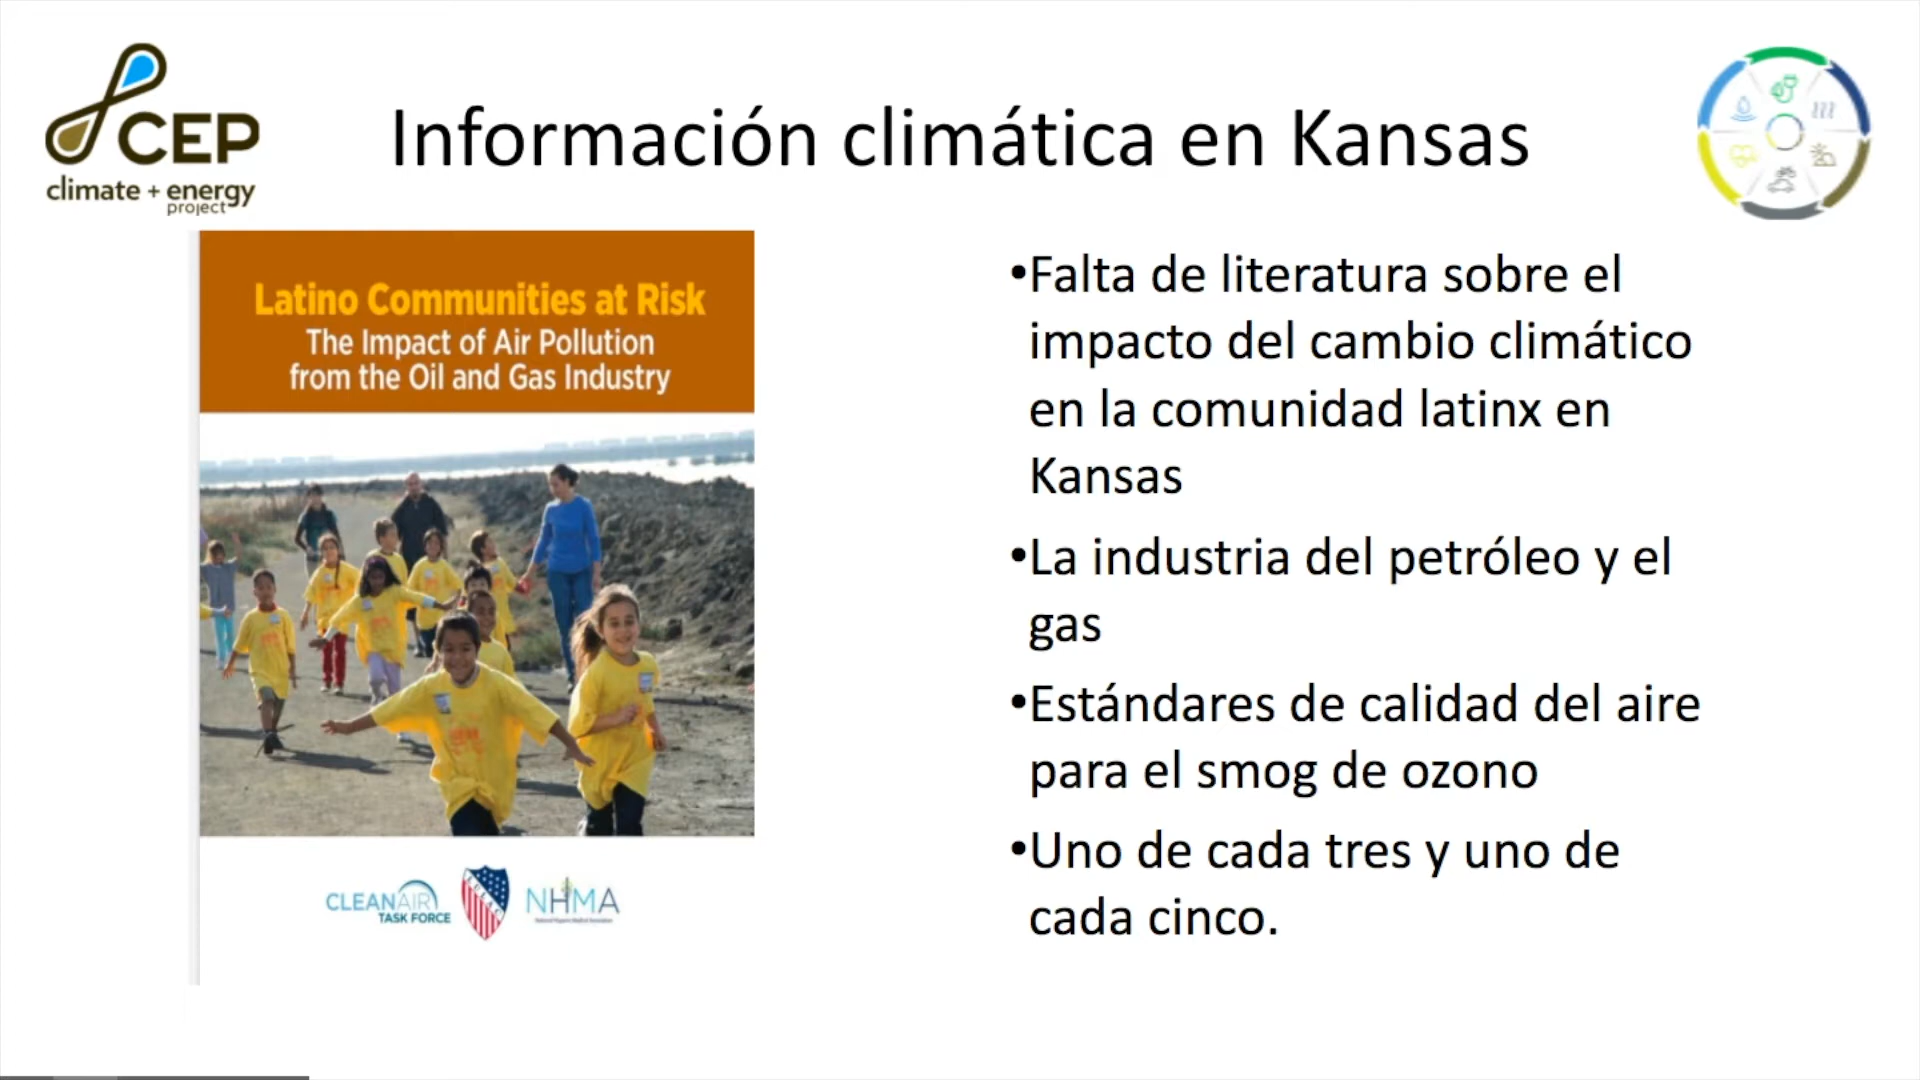 CEP
climate + energy
project
Información climática en Kansas
Latino Communities at Risk
The Impact of Air Pollution
from the Oil and Gas Industry
CLEANAIR
TASK FORCE
LULAC
NHMA
•Falta de literatura sobre el
impacto del cambio climático
en la comunidad latinx en
Kansas
•La industria del petróleo y el
gas
•Estándares de calidad del aire
para el smog de ozono
•Uno de cada tres y uno de
cada cinco.